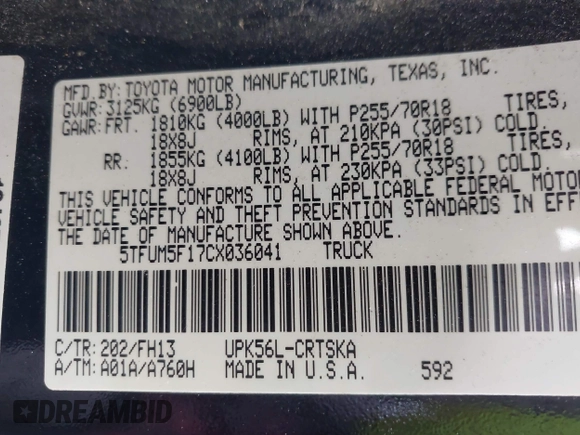 MFD.BY:TOYOTA MOTOR MANUFACTURING, TEXAS, INC.
GVWR: 3125KG (6900LB)
GAWR: FRT. 1810KG (4000LB) WITH P255/70R18 TIRES,
18X8J RIMS, AT 210KPA (30PSI) COLD.
RR: 1855KG (4100LB) WITH P255/70R18 TIRES,
18X8J RIMS, AT 230KPA (33PSI) COLD.
THIS VEHICLE CONFORMS TO ALL APPLICABLE FEDERAL MOTOR
VEHICLE SAFETY AND THEFT PREVENTION STANDARDS IN EFF
THE DATE OF MANUFACTURE SHOWN ABOVE.
5TFUM5F17CX036041 TRUCK
C/TR:202/FH13 UPK56L-CRTSKA
A/TM:A01A/A760H MADE IN U.S.A. 592
DREAMBID